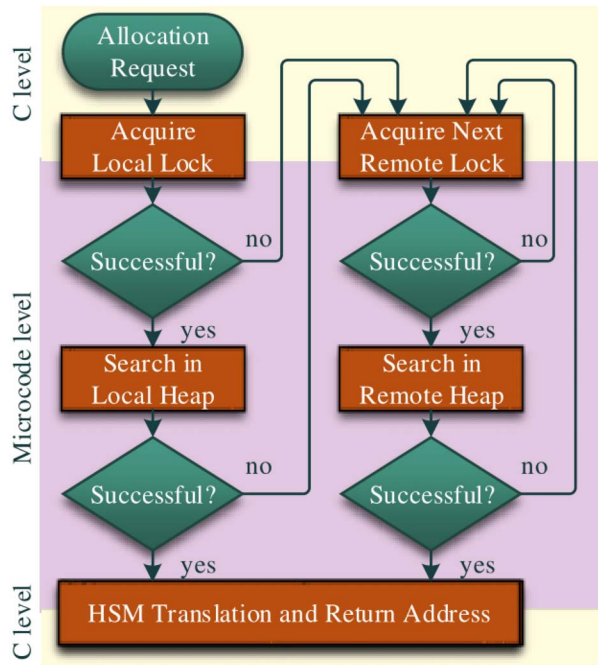 C level
Allocation
Request
Acquire
Local Lock
Acquire Next
Remote Lock
Microcode level
Successful?
no
yes
Successful?
no
yes
Search in
Local Heap
Search in
Remote Heap
Successful?
no
yes
Successful?
no
yes
C level
HSM Translation and Return Address